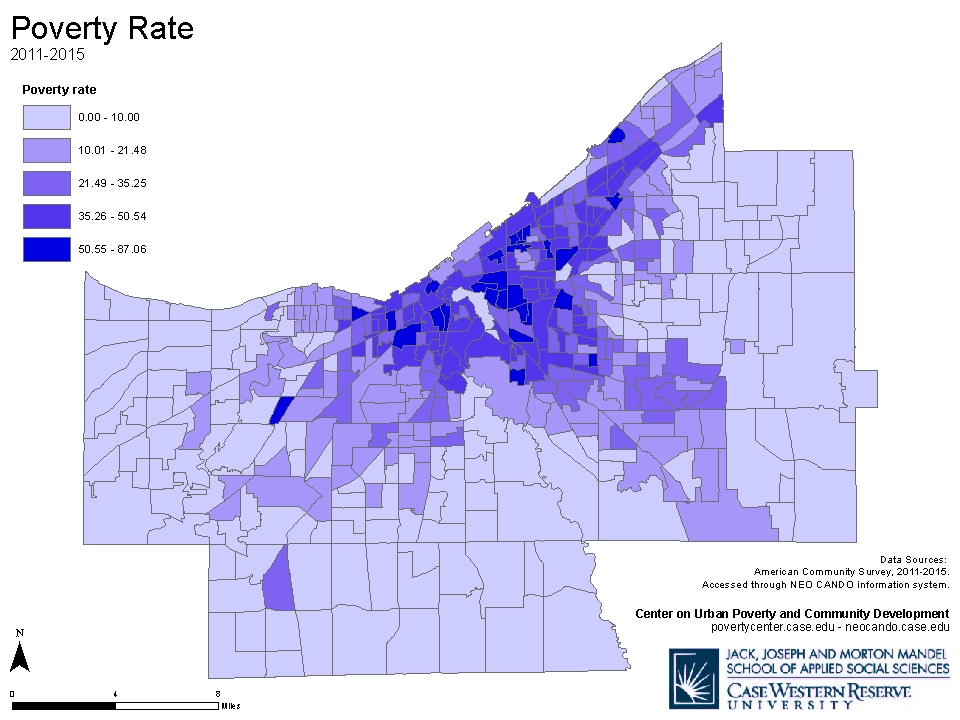 Poverty Rate
2011-2015
Poverty rate
0.00 - 10.00
10.01 - 21.48
21.49 - 35.25
35.26 - 50.54
50.55 - 87.06
Data Sources:
American Community Survey, 2011-2015.
Accessed through NEO CANDO information system.
Center on Urban Poverty and Community Development
povertycenter.case.edu - neocando.case.edu
N
0 4 8
Miles
JACK, JOSEPH AND MORTON MANDEL
SCHOOL OF APPLIED SOCIAL SCIENCES
CASE WESTERN RESERVE
UNIVERSITY